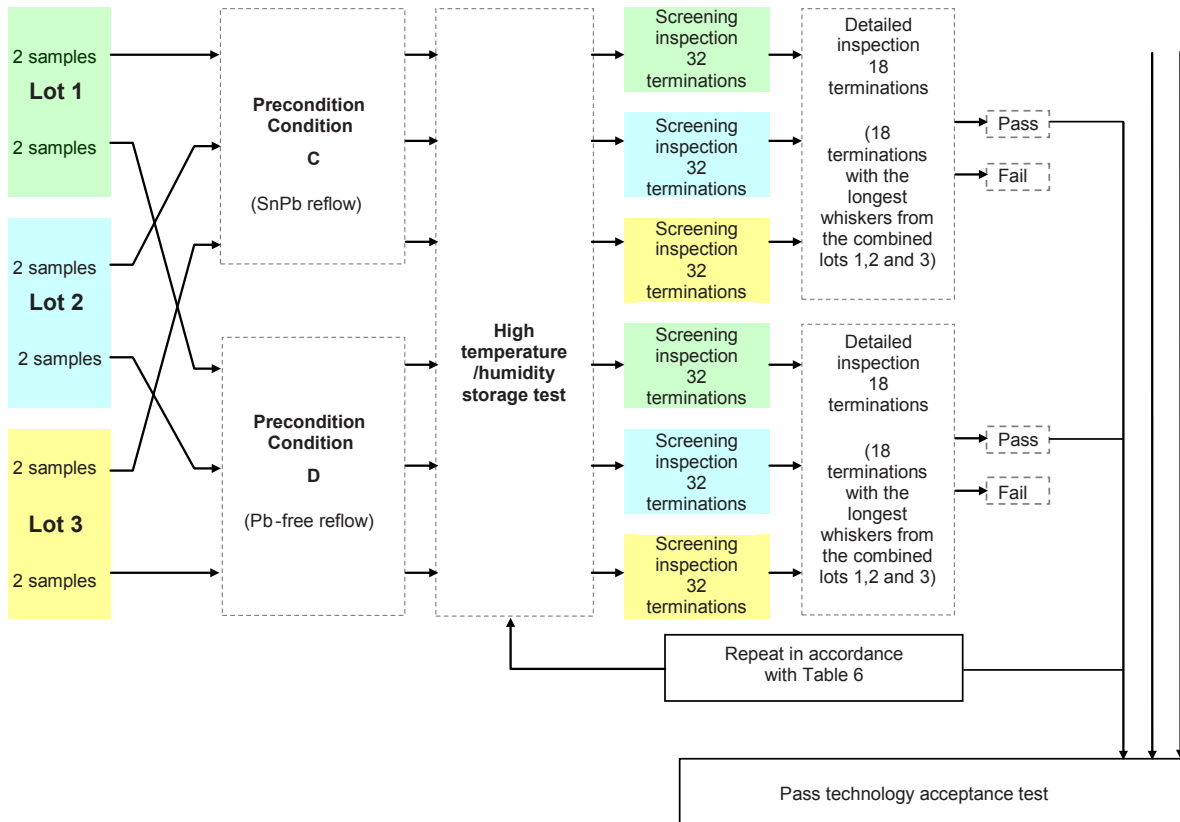 2 samples
Lot 1
2 samples
2 samples
Lot 2
2 samples
2 samples
Lot 3
2 samples
Precondition
Condition
C
(SnPb reflow)
Precondition
Condition
D
(Pb-free reflow)
High
temperature
/humidity
storage test
Screening
inspection
32
terminations
Screening
inspection
32
terminations
Screening
inspection
32
terminations
Screening
inspection
32
terminations
Screening
inspection
32
terminations
Screening
inspection
32
terminations
Detailed
inspection
18
terminations
(18
terminations
with the
longest
whiskers from
the combined
lots 1,2 and 3)
Pass
Fail
Detailed
inspection
18
terminations
(18
terminations
with the
longest
whiskers from
the combined
lots 1,2 and 3)
Pass
Fail
Repeat in accordance
with Table 6
Pass technology acceptance test